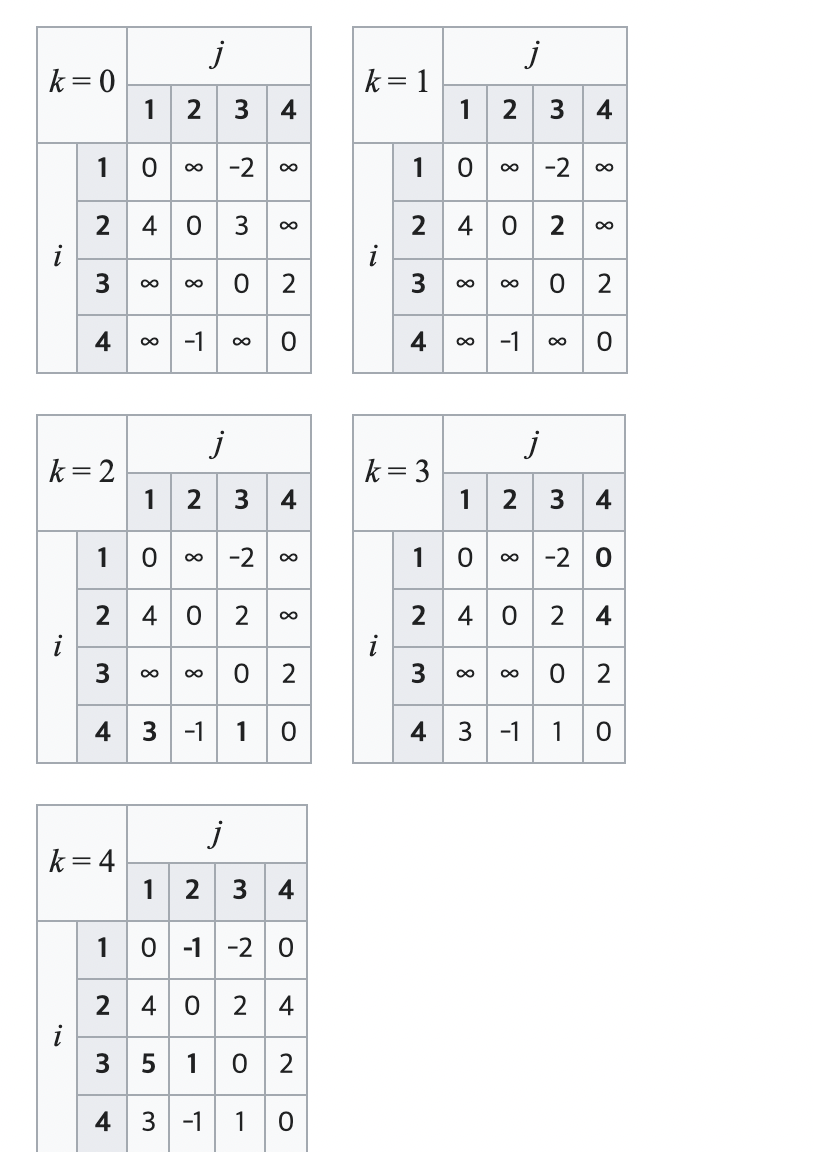 k = 0 j
1 2 3 4
i 1 0 ∞ -2 ∞
2 4 0 3 ∞
3 ∞ ∞ 0 2
4 ∞ -1 ∞ 0
k = 1 j
1 2 3 4
i 1 0 ∞ -2 ∞
2 4 0 2 ∞
3 ∞ ∞ 0 2
4 ∞ -1 ∞ 0
k = 2 j
1 2 3 4
i 1 0 ∞ -2 ∞
2 4 0 2 ∞
3 ∞ ∞ 0 2
4 3 -1 1 0
k = 3 j
1 2 3 4
i 1 0 ∞ -2 0
2 4 0 2 4
3 ∞ ∞ 0 2
4 3 -1 1 0
k = 4 j
1 2 3 4
i 1 0 -1 -2 0
2 4 0 2 4
3 5 1 0 2
4 3 -1 1 0